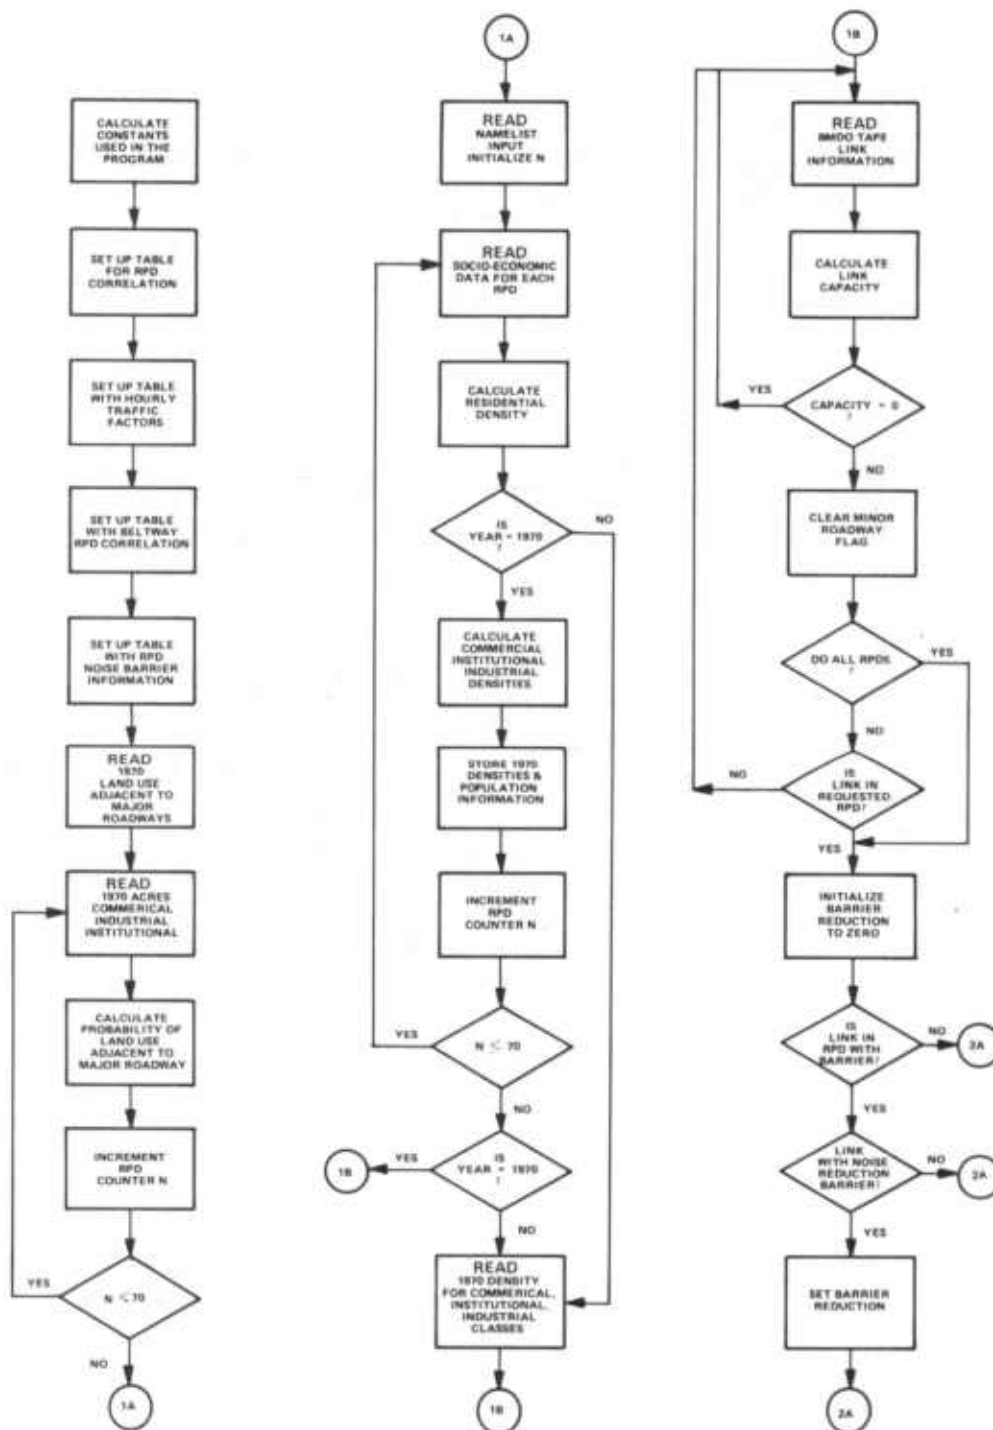 CALCULATE
CONSTANTS
USED IN THE
PROGRAM
SET UP TABLE
FOR RPD
CORRELATION
SET UP TABLE
WITH HOURLY
TRAFFIC
FACTORS
SET UP TABLE
WITH BELTWAY
RPD CORRELATION
SET UP TABLE
WITH RPD
NOISE BARRIER
INFORMATION
READ
1970
LAND USE
ADJACENT TO
MAJOR
ROADWAYS
READ
1970 ACRES
COMMERICAL
INDUSTRIAL
INSTITUTIONAL
CALCULATE
PROBABILITY OF
LAND USE
ADJACENT TO
MAJOR ROADWAY
INCREMENT
RPD
COUNTER N
YES
N ≤ 70
NO
1A
1A
READ
NAMELIST
INPUT
INITIALIZE N
READ
SOCIO-ECONOMIC
DATA FOR EACH
RPD
CALCULATE
RESIDENTIAL
DENSITY
IS
YEAR = 1970
?
NO
YES
CALCULATE
COMMERCIAL
INSTITUTIONAL
INDUSTRIAL
DENSITIES
STORE 1970
DENSITIES &
POPULATION
INFORMATION
INCREMENT
RPD
COUNTER N
YES
N ≤ 70
NO
1B
YES
IS
YEAR = 1970
?
NO
READ
1970 DENSITY
FOR COMMERICAL,
INSTITUTIONAL,
INDUSTRIAL
CLASSES
1B
1B
READ
TAPE
LINK
INFORMATION
CALCULATE
LINK
CAPACITY
YES
CAPACITY = 0
?
NO
CLEAR MINOR
ROADWAY
FLAG
DO ALL RPDS
?
YES
NO
NO
IS
LINK IN
REQUESTED
RPD?
YES
INITIALIZE
BARRIER
REDUCTION
TO ZERO
IS
LINK IN
RPD WITH
BARRIER?
NO
2A
YES
LINK
WITH NOISE
REDUCTION
BARRIER?
NO
2A
YES
SET BARRIER
REDUCTION
2A